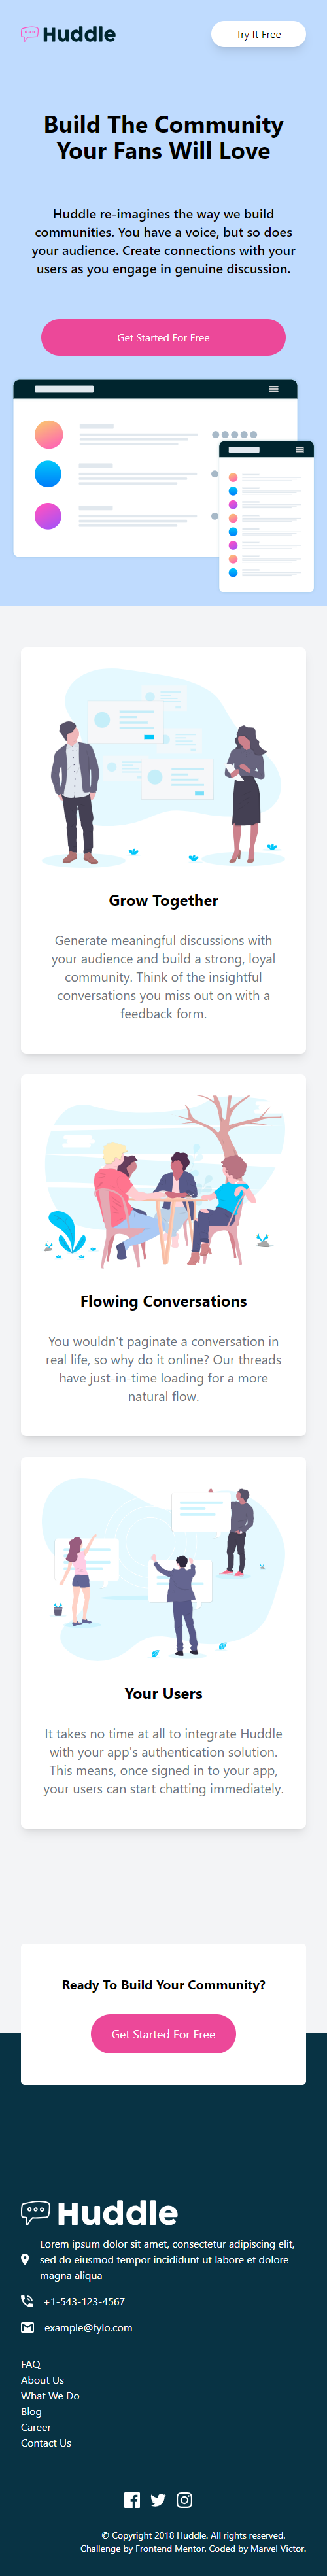 Huddle
Try It Free
Build The Community
Your Fans Will Love
Huddle re-imagines the way we build
communities. You have a voice, but so does
your audience. Create connections with your
users as you engage in genuine discussion.
Get Started For Free
Grow Together
Generate meaningful discussions with
your audience and build a strong, loyal
community. Think of the insightful
conversations you miss out on with a
feedback form.
Flowing Conversations
You wouldn't paginate a conversation in
real life, so why do it online? Our threads
have just-in-time loading for a more
natural flow.
Your Users
It takes no time at all to integrate Huddle
with your app's authentication solution.
This means, once signed in to your app,
your users can start chatting immediately.
Ready To Build Your Community?
Get Started For Free
Huddle
Lorem ipsum dolor sit amet, consectetur adipiscing elit,
sed do eiusmod tempor incididunt ut labore et dolore
magna aliqua
+1-543-123-4567
example@fylo.com
FAQ
About Us
What We Do
Blog
Career
Contact Us
© Copyright 2018 Huddle. All rights reserved.
Challenge by Frontend Mentor. Coded by Marvel Victor.